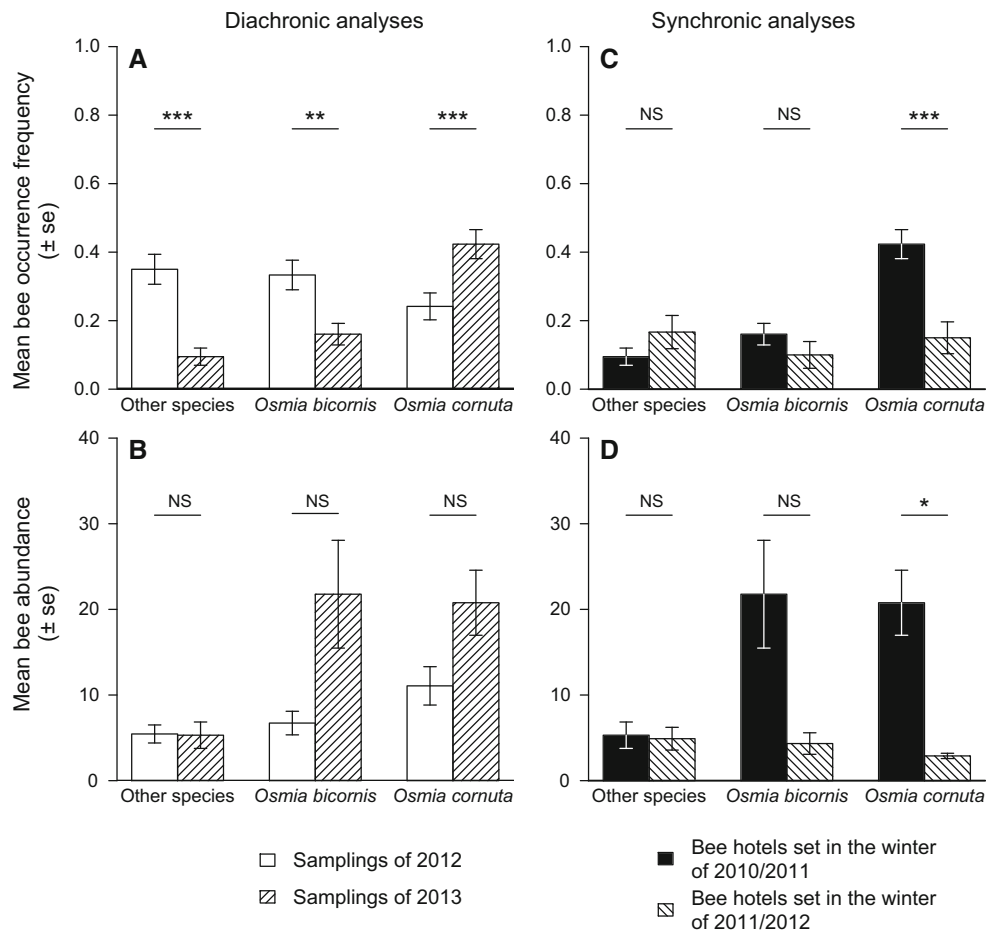 Diachronic analyses
Synchronic analyses
Mean bee occurrence frequency
(± se)
A
1.0
0.8
0.6
0.4
0.2
0.0
*** ** ***
Other species Osmia bicornis Osmia cornuta
C
1.0
0.8
0.6
0.4
0.2
0.0
NS NS ***
Other species Osmia bicornis Osmia cornuta
Mean bee abundance
(± se)
B
40
30
20
10
0
NS NS NS
Other species Osmia bicornis Osmia cornuta
D
40
30
20
10
0
NS NS *
Other species Osmia bicornis Osmia cornuta
Samplings of 2012
Samplings of 2013
Bee hotels set in the winter
of 2010/2011
Bee hotels set in the winter
of 2011/2012